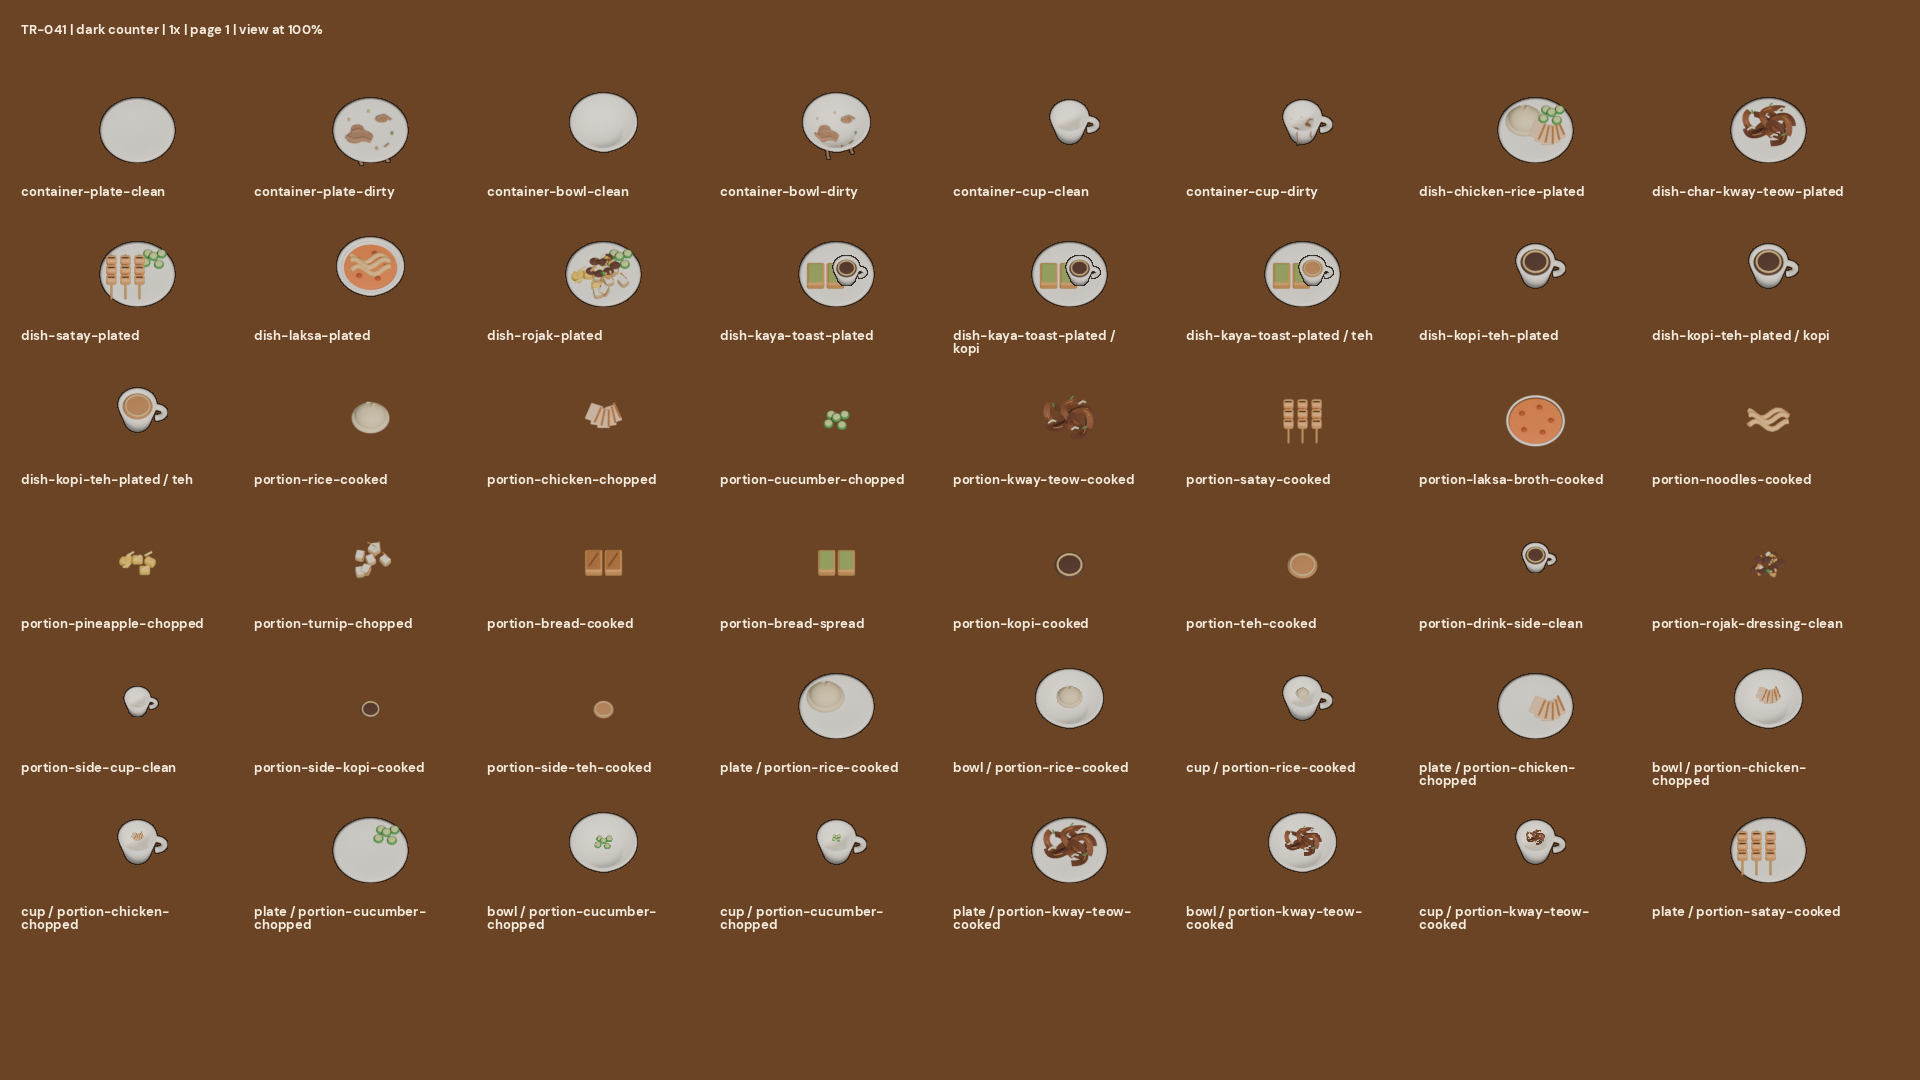 TR-041 | dark counter | 1x | page 1 | view at 100%
container-plate-clean
container-plate-dirty
container-bowl-clean
container-bowl-dirty
container-cup-clean
container-cup-dirty
dish-chicken-rice-plated
dish-char-kway-teow-plated
dish-satay-plated
dish-laksa-plated
dish-rojak-plated
dish-kaya-toast-plated
dish-kaya-toast-plated /
kopi
dish-kaya-toast-plated / teh
dish-kopi-teh-plated
dish-kopi-teh-plated / kopi
dish-kopi-teh-plated / teh
portion-rice-cooked
portion-chicken-chopped
portion-cucumber-chopped
portion-kway-teow-cooked
portion-satay-cooked
portion-laksa-broth-cooked
portion-noodles-cooked
portion-pineapple-chopped
portion-turnip-chopped
portion-bread-cooked
portion-bread-spread
portion-kopi-cooked
portion-teh-cooked
portion-drink-side-clean
portion-rojak-dressing-clean
portion-side-cup-clean
portion-side-kopi-cooked
portion-side-teh-cooked
plate / portion-rice-cooked
bowl / portion-rice-cooked
cup / portion-rice-cooked
plate / portion-chicken-
chopped
bowl / portion-chicken-
chopped
cup / portion-chicken-
chopped
plate / portion-cucumber-
chopped
bowl / portion-cucumber-
chopped
cup / portion-cucumber-
chopped
plate / portion-kway-teow-
cooked
bowl / portion-kway-teow-
cooked
cup / portion-kway-teow-
cooked
plate / portion-satay-cooked